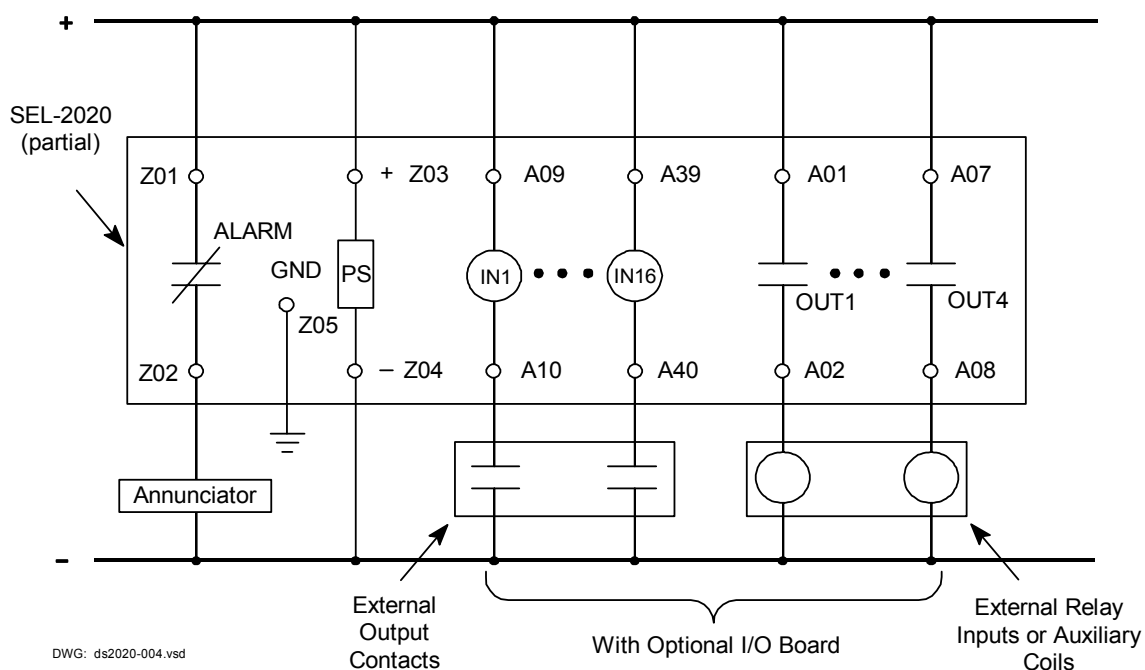 +
SEL-2020
(partial)
Z01
+ Z03
A09
A39
A01
A07
ALARM
GND
PS
IN1
IN16
OUT1
OUT4
Z05
Z02
– Z04
A10
A40
A02
A08
Annunciator
–
External
Output
Contacts
With Optional I/O Board
External Relay
Inputs or Auxiliary
Coils
DWG: ds2020-004.vsd